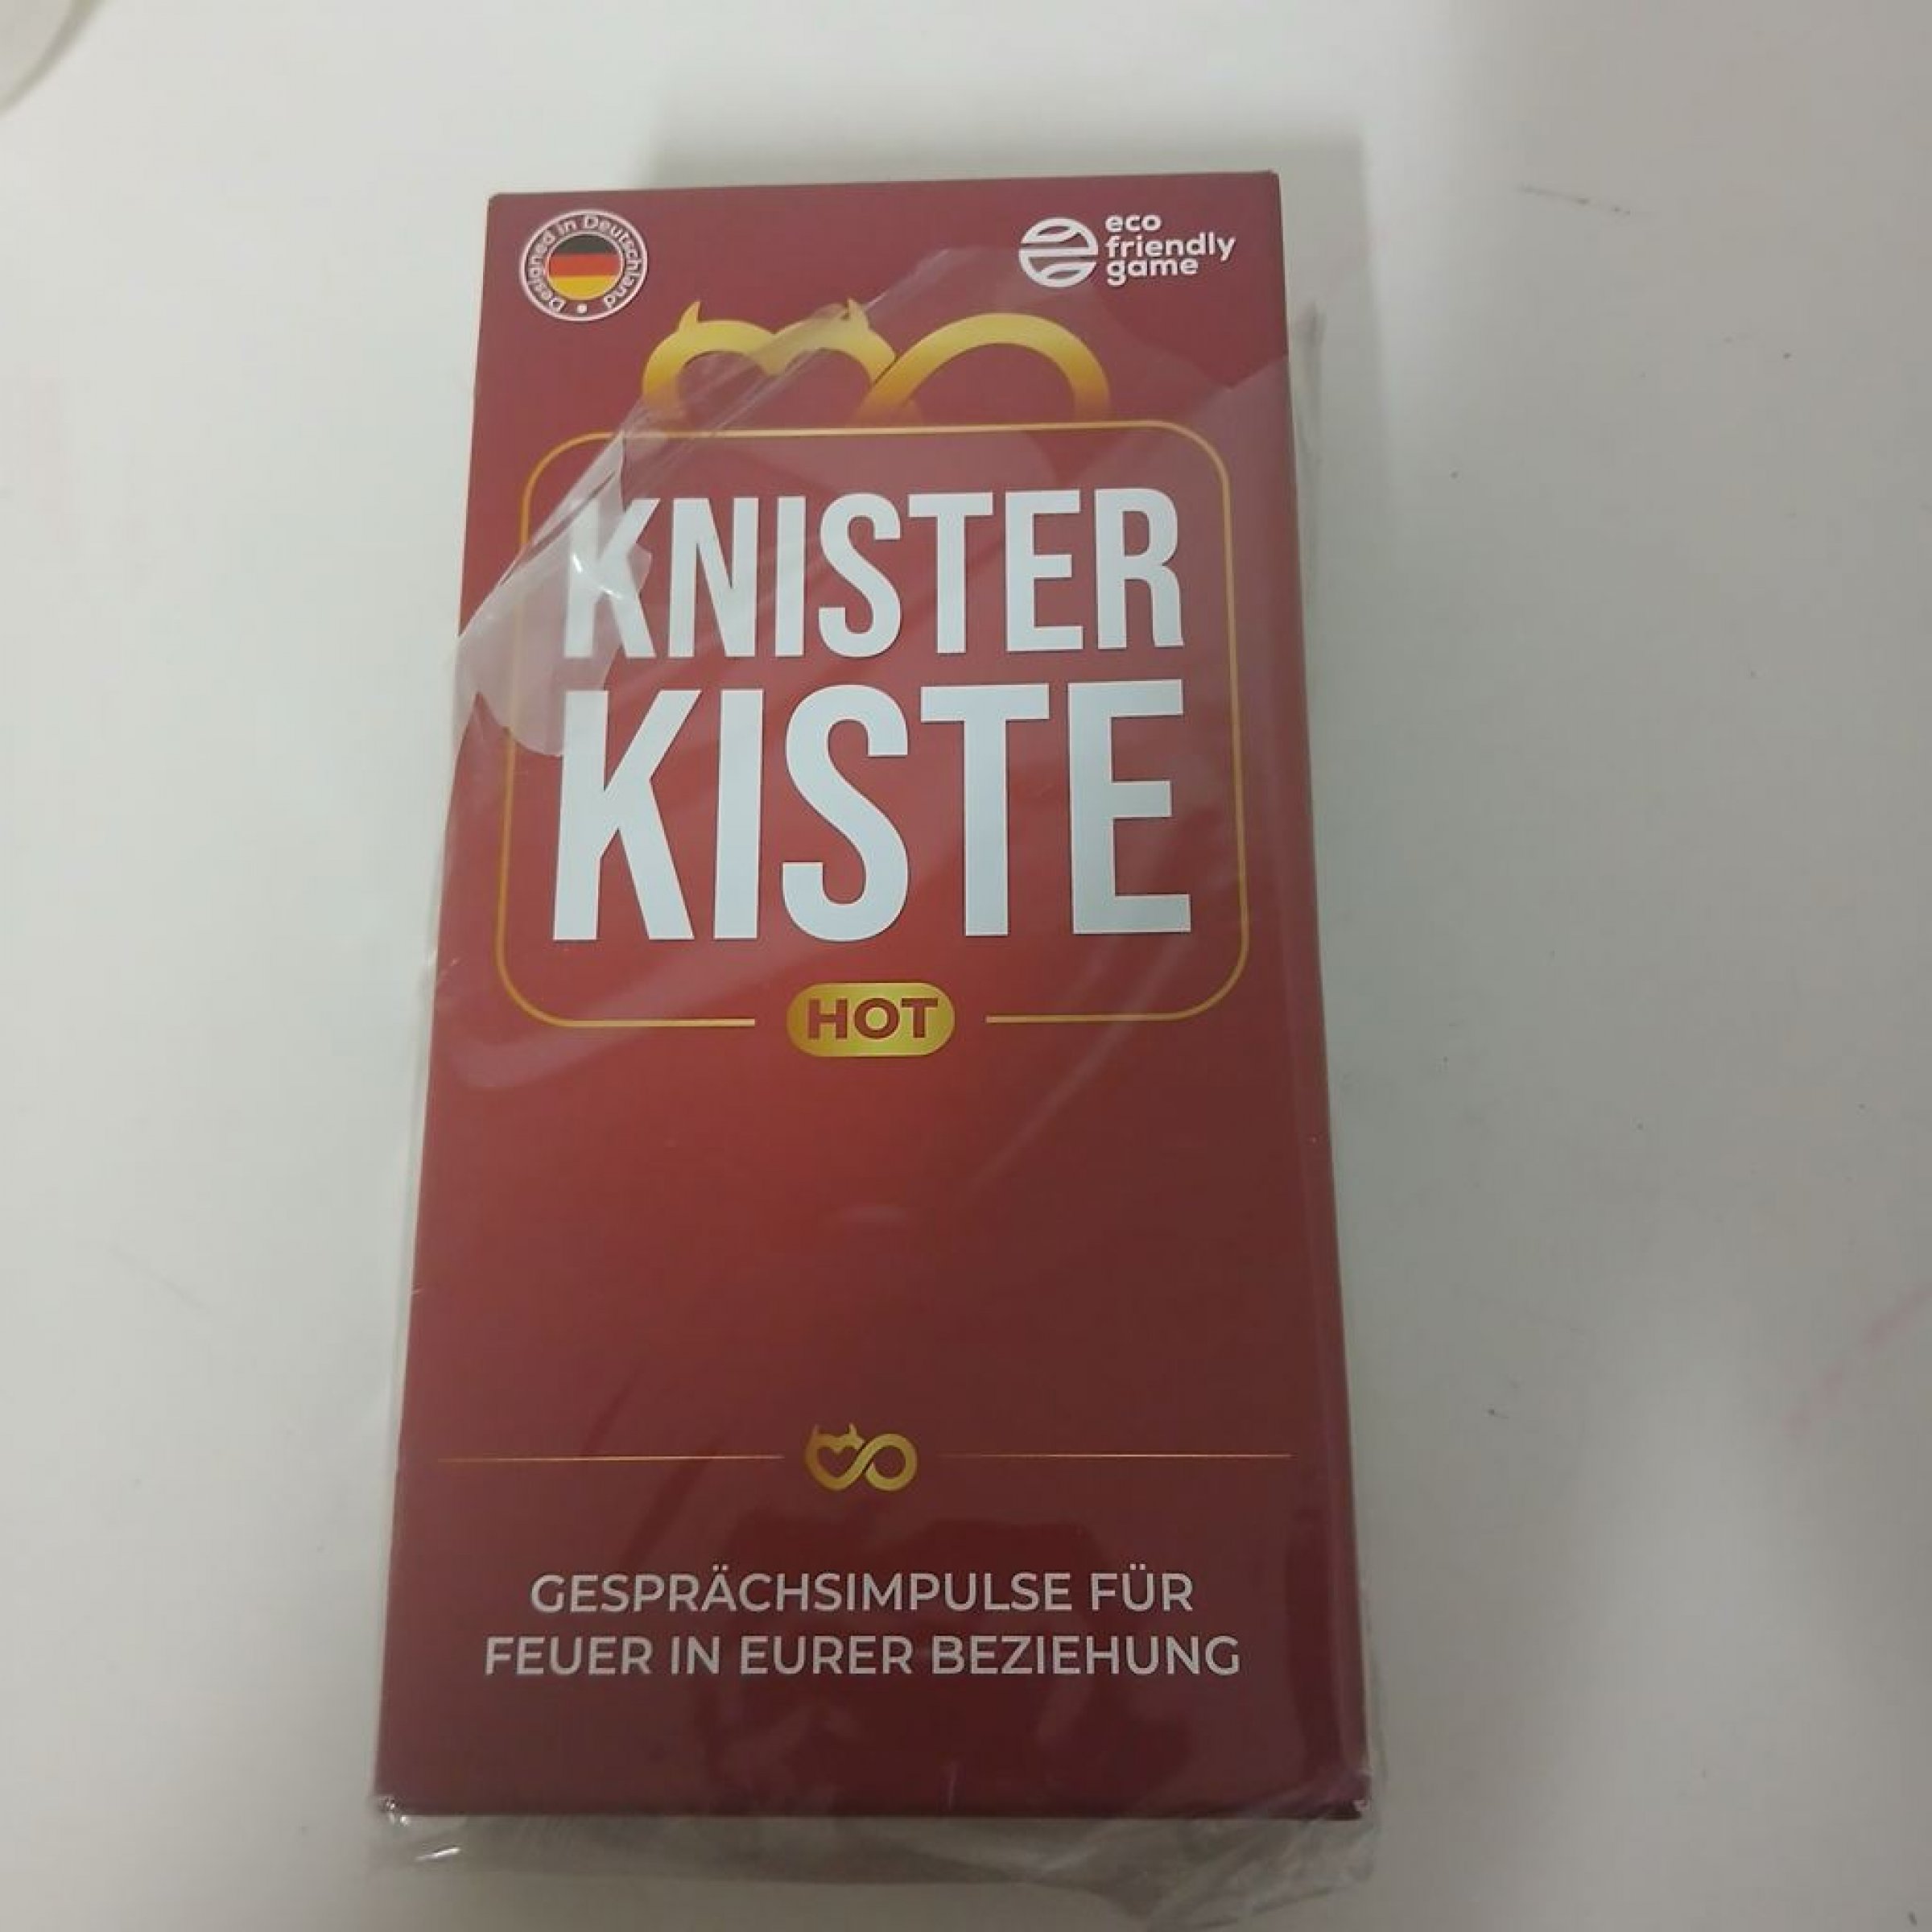 Designed in Deutschland
eco
friendly
game
KNISTER
KISTE
HOT
GESPRÄCHSIMPULSE FÜR
FEUER IN EURER BEZIEHUNG